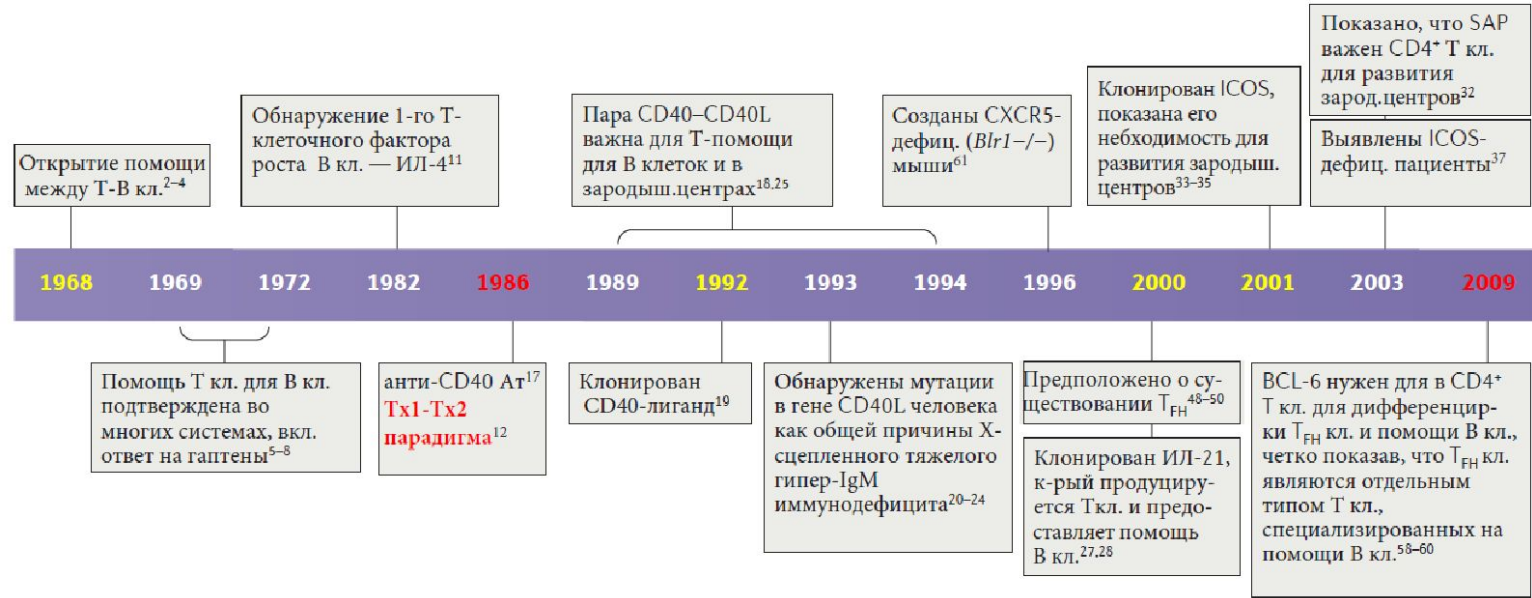 Открытие помощи
между Т-В кл.²⁻⁴
Обнаружение 1-го Т-
клеточного фактора
роста В кл. — ИЛ-4¹¹
Пара CD40–CD40L
важна для Т-помощи
для В клеток и в
зародыш.центрах¹⁸,²⁵
Созданы CXCR5-
дефиц. (Blr1−/−)
мыши⁶¹
Клонирован ICOS,
показана его
небходимость для
развития зародыш.
центров³³⁻³⁵
Показано, что SAP
важен CD4⁺ Т кл.
для развития
зарод.центров³²
Выявлены ICOS-
дефиц. пациенты³⁷
1968 1969 1972 1982 1986 1989 1992 1993 1994 1996 2000 2001 2003 2009
Помощь Т кл. для В кл.
подтверждена во
многих системах, вкл.
ответ на гаптены⁵⁻⁸
анти-CD40 Ат¹⁷
Тх1-Тх2
парадигма¹²
Клонирован
CD40-лиганд¹⁹
Обнаружены мутации
в гене CD40L человека
как общей причины X-
сцепленного тяжелого
гипер-IgM
иммунодефицита²⁰⁻²⁴
Предположено о су-
ществовании T_FH⁴⁸⁻⁵⁰
Клонирован ИЛ-21,
к-рый продуциру-
ется Ткл. и предо-
ставляет помощь
В кл.²⁷,²⁸
BCL-6 нужен для в CD4⁺
Т кл. для дифференцир-
ки T_FH кл. и помощи В кл.,
четко показав, что T_FH кл.
являются отдельным
типом Т кл.,
специализированных на
помощи В кл.⁵⁸⁻⁶⁰